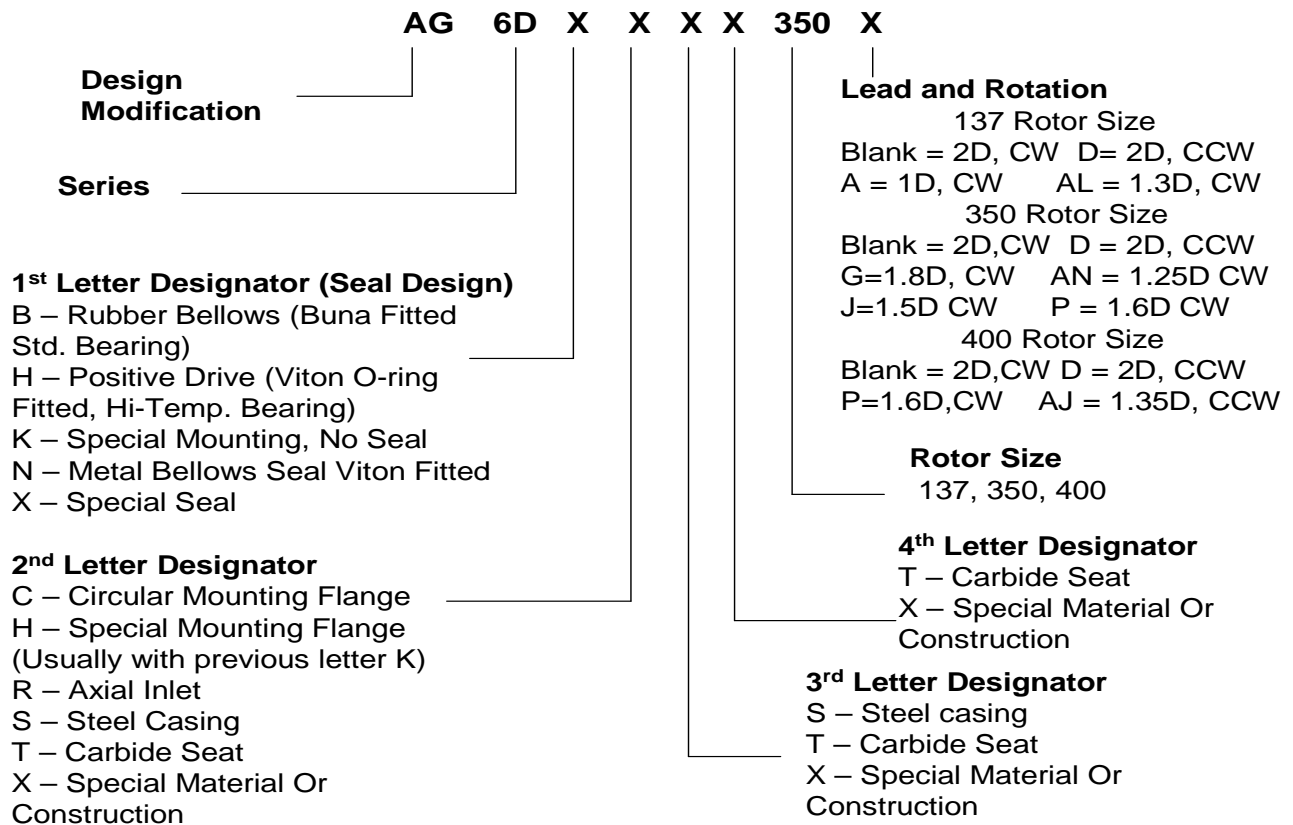 AG 6D X X X X 350 X
Design
Modification
Series
1st Letter Designator (Seal Design)
B – Rubber Bellows (Buna Fitted
Std. Bearing)
H – Positive Drive (Viton O-ring
Fitted, Hi-Temp. Bearing)
K – Special Mounting, No Seal
N – Metal Bellows Seal Viton Fitted
X – Special Seal
2nd Letter Designator
C – Circular Mounting Flange
H – Special Mounting Flange
(Usually with previous letter K)
R – Axial Inlet
S – Steel Casing
T – Carbide Seat
X – Special Material Or
Construction
Lead and Rotation
137 Rotor Size
Blank = 2D, CW D= 2D, CCW
A = 1D, CW AL = 1.3D, CW
350 Rotor Size
Blank = 2D,CW D = 2D, CCW
G=1.8D, CW AN = 1.25D CW
J=1.5D CW P = 1.6D CW
400 Rotor Size
Blank = 2D,CW D = 2D, CCW
P=1.6D,CW AJ = 1.35D, CCW
Rotor Size
137, 350, 400
4th Letter Designator
T – Carbide Seat
X – Special Material Or
Construction
3rd Letter Designator
S – Steel casing
T – Carbide Seat
X – Special Material Or
Construction